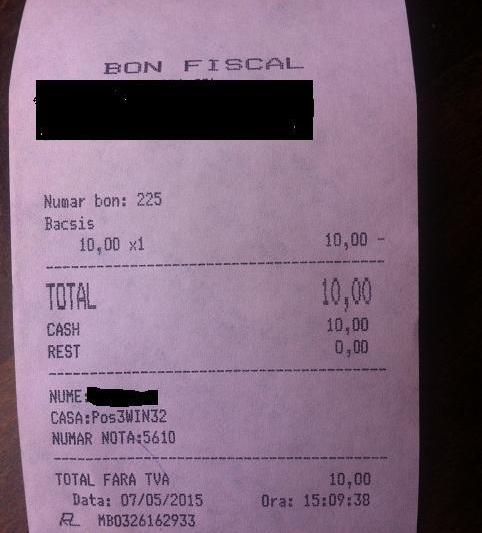 BON FISCAL
Numar bon: 225
Bacsis
10,00 x1 10,00 -
TOTAL 10,00
CASH 10,00
REST 0,00
NUME:
CASA:Pos3WIN32
NUMAR NOTA:5610
TOTAL FARA TVA 10,00
Data: 07/05/2015 Ora: 15:09:38
MB0326162933